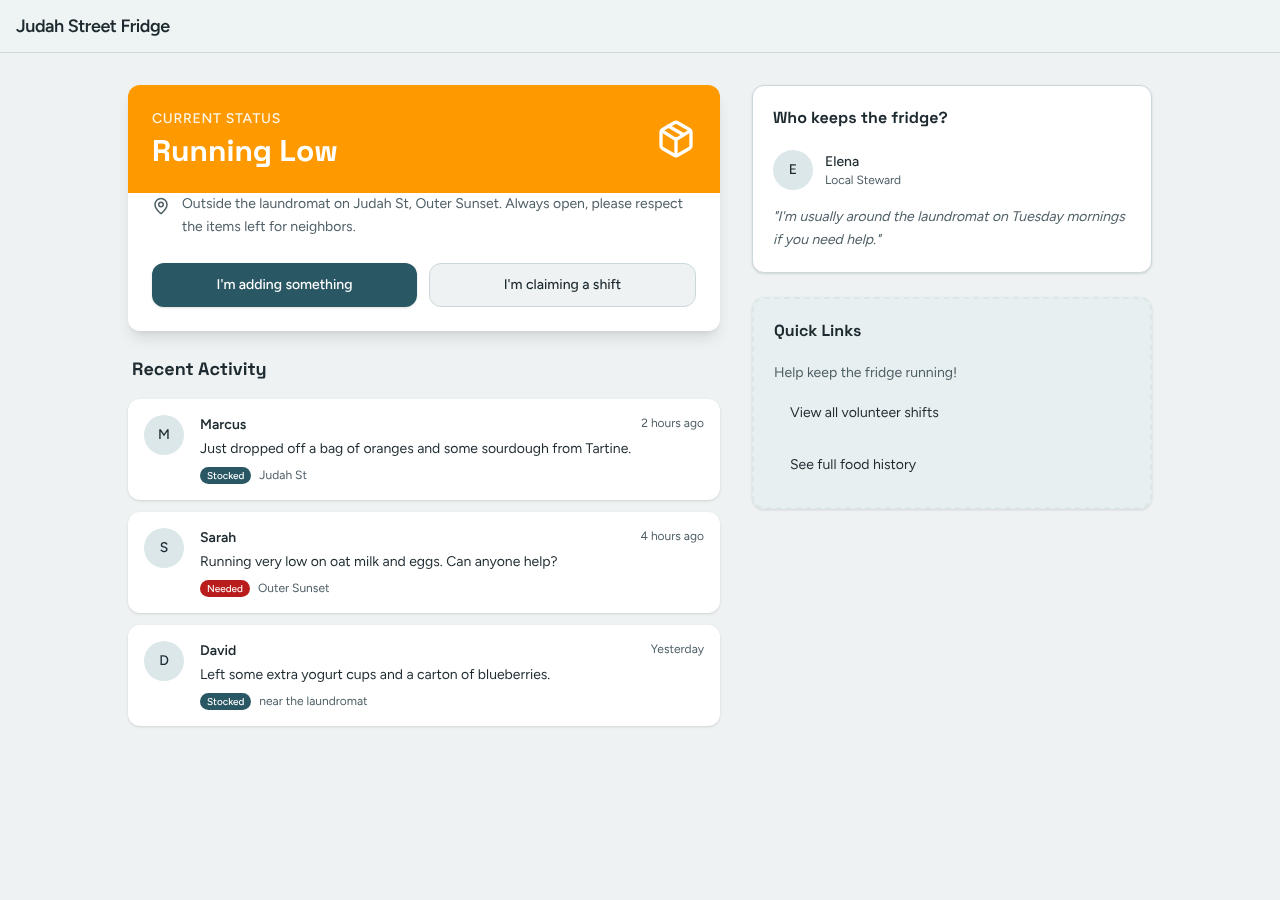 Judah Street Fridge
CURRENT STATUS
Running Low
Outside the laundromat on Judah St, Outer Sunset. Always open, please respect
the items left for neighbors.
I'm adding something
I'm claiming a shift
Recent Activity
M
Marcus
2 hours ago
Just dropped off a bag of oranges and some sourdough from Tartine.
Stocked
Judah St
S
Sarah
4 hours ago
Running very low on oat milk and eggs. Can anyone help?
Needed
Outer Sunset
D
David
Yesterday
Left some extra yogurt cups and a carton of blueberries.
Stocked
near the laundromat
Who keeps the fridge?
E
Elena
Local Steward
"I'm usually around the laundromat on Tuesday mornings
if you need help."
Quick Links
Help keep the fridge running!
View all volunteer shifts
See full food history